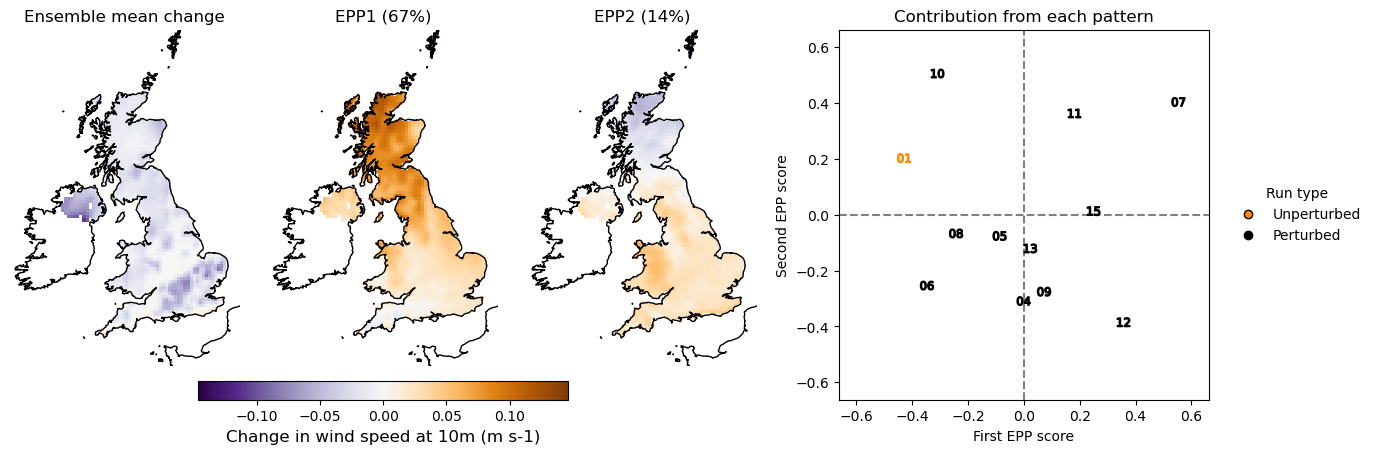 Ensemble mean change
EPP1 (67%)
EPP2 (14%)
Contribution from each pattern
−0.10 −0.05 0.00 0.05 0.10
Change in wind speed at 10m (m s-1)
Second EPP score
0.6
0.4
0.2
0.0
−0.2
−0.4
−0.6
10
07
11
01
15
08
05
13
06
09
04
12
−0.6 −0.4 −0.2 0.0 0.2 0.4 0.6
First EPP score
Run type
Unperturbed
Perturbed